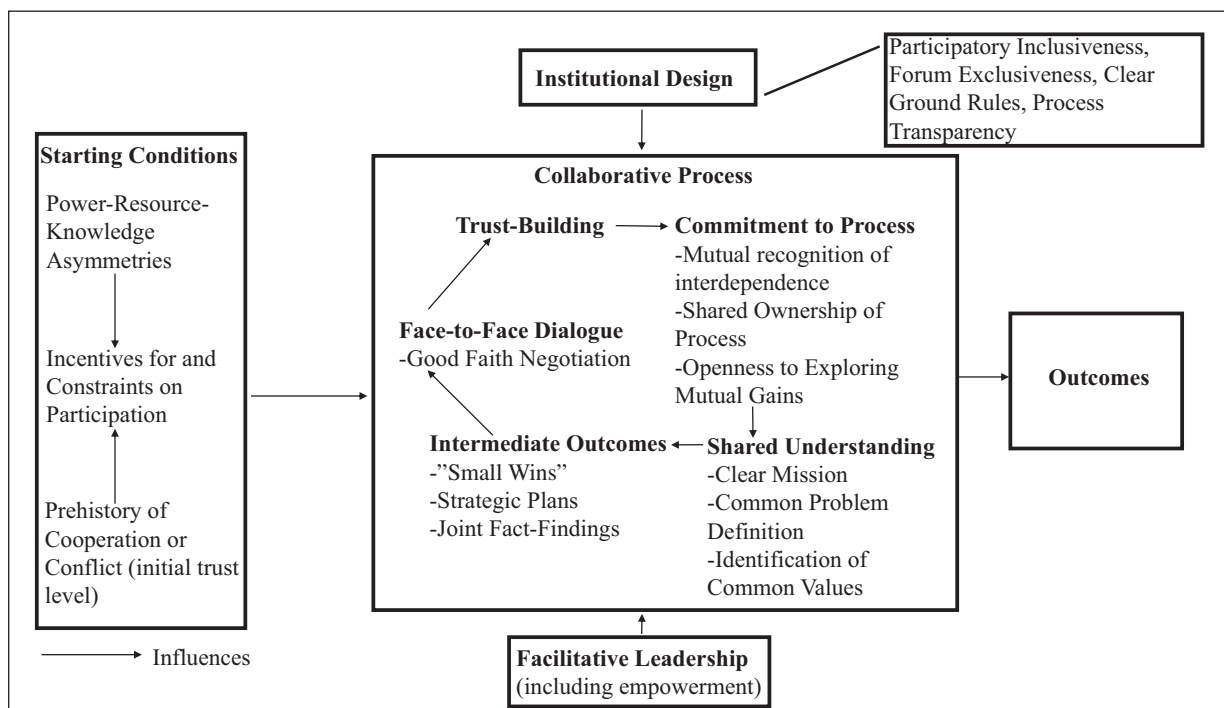 Institutional Design
Participatory Inclusiveness,
Forum Exclusiveness, Clear
Ground Rules, Process
Transparency
Starting Conditions
Power-Resource-
Knowledge
Asymmetries
Incentives for and
Constraints on
Participation
Prehistory of
Cooperation or
Conflict (initial trust
level)
Influences
Collaborative Process
Trust-Building
Commitment to Process
-Mutual recognition of
interdependence
-Shared Ownership of
Process
-Openness to Exploring
Mutual Gains
Face-to-Face Dialogue
-Good Faith Negotiation
Intermediate Outcomes
-”Small Wins”
-Strategic Plans
-Joint Fact-Findings
Shared Understanding
-Clear Mission
-Common Problem
Definition
-Identification of
Common Values
Outcomes
Facilitative Leadership
(including empowerment)